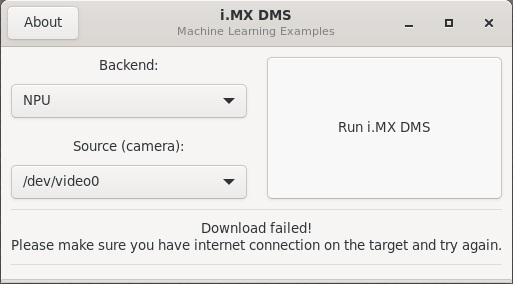 About
i.MX DMS
Machine Learning Examples
Backend:
NPU
Source (camera):
/dev/video0
Run i.MX DMS
Download failed!
Please make sure you have internet connection on the target and try again.